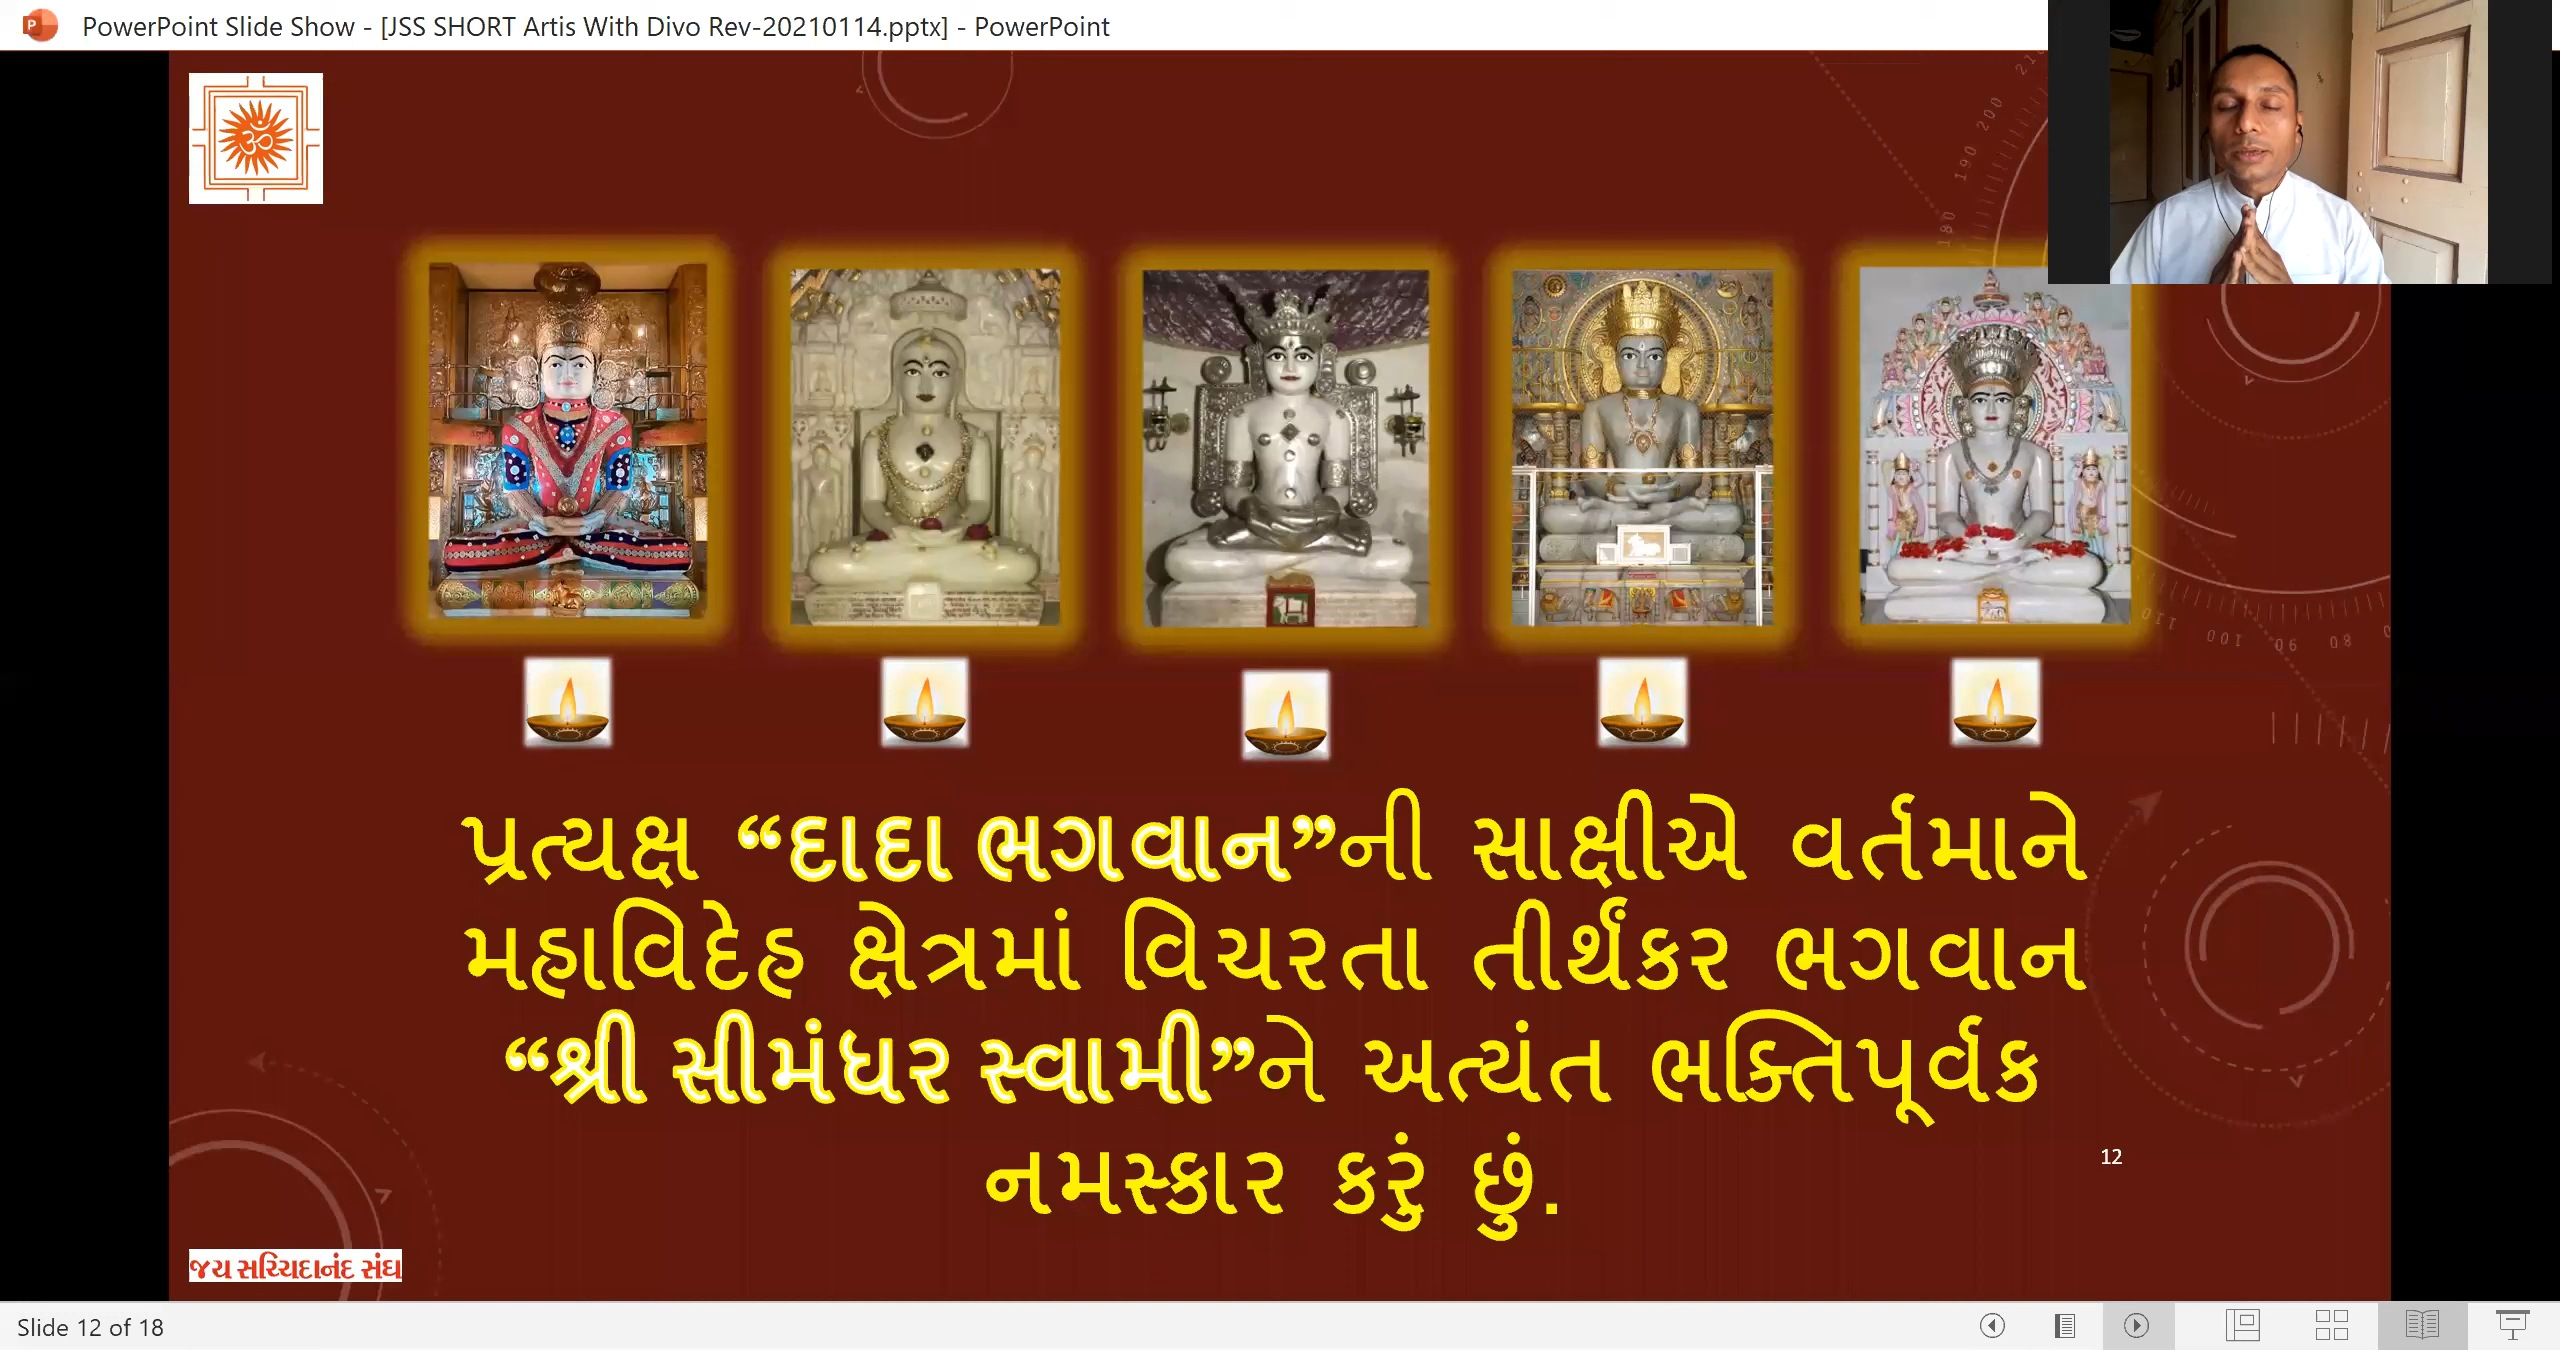 PowerPoint Slide Show - [JSS SHORT Artis With Divo Rev-20210114.pptx] - PowerPoint
પ્રત્યક્ષ “દાદા ભગવાન”ની સાક્ષીએ વર્તમાને
મહાવિદેહ ક્ષેત્રમાં વિચરતા તીર્થંકર ભગવાન
“શ્રી સીમંધર સ્વામી”ને અત્યંત ભક્તિપૂર્વક
નમસ્કાર કરું છું.
12
જય સચ્ચિદાનંદ સંઘ
Slide 12 of 18